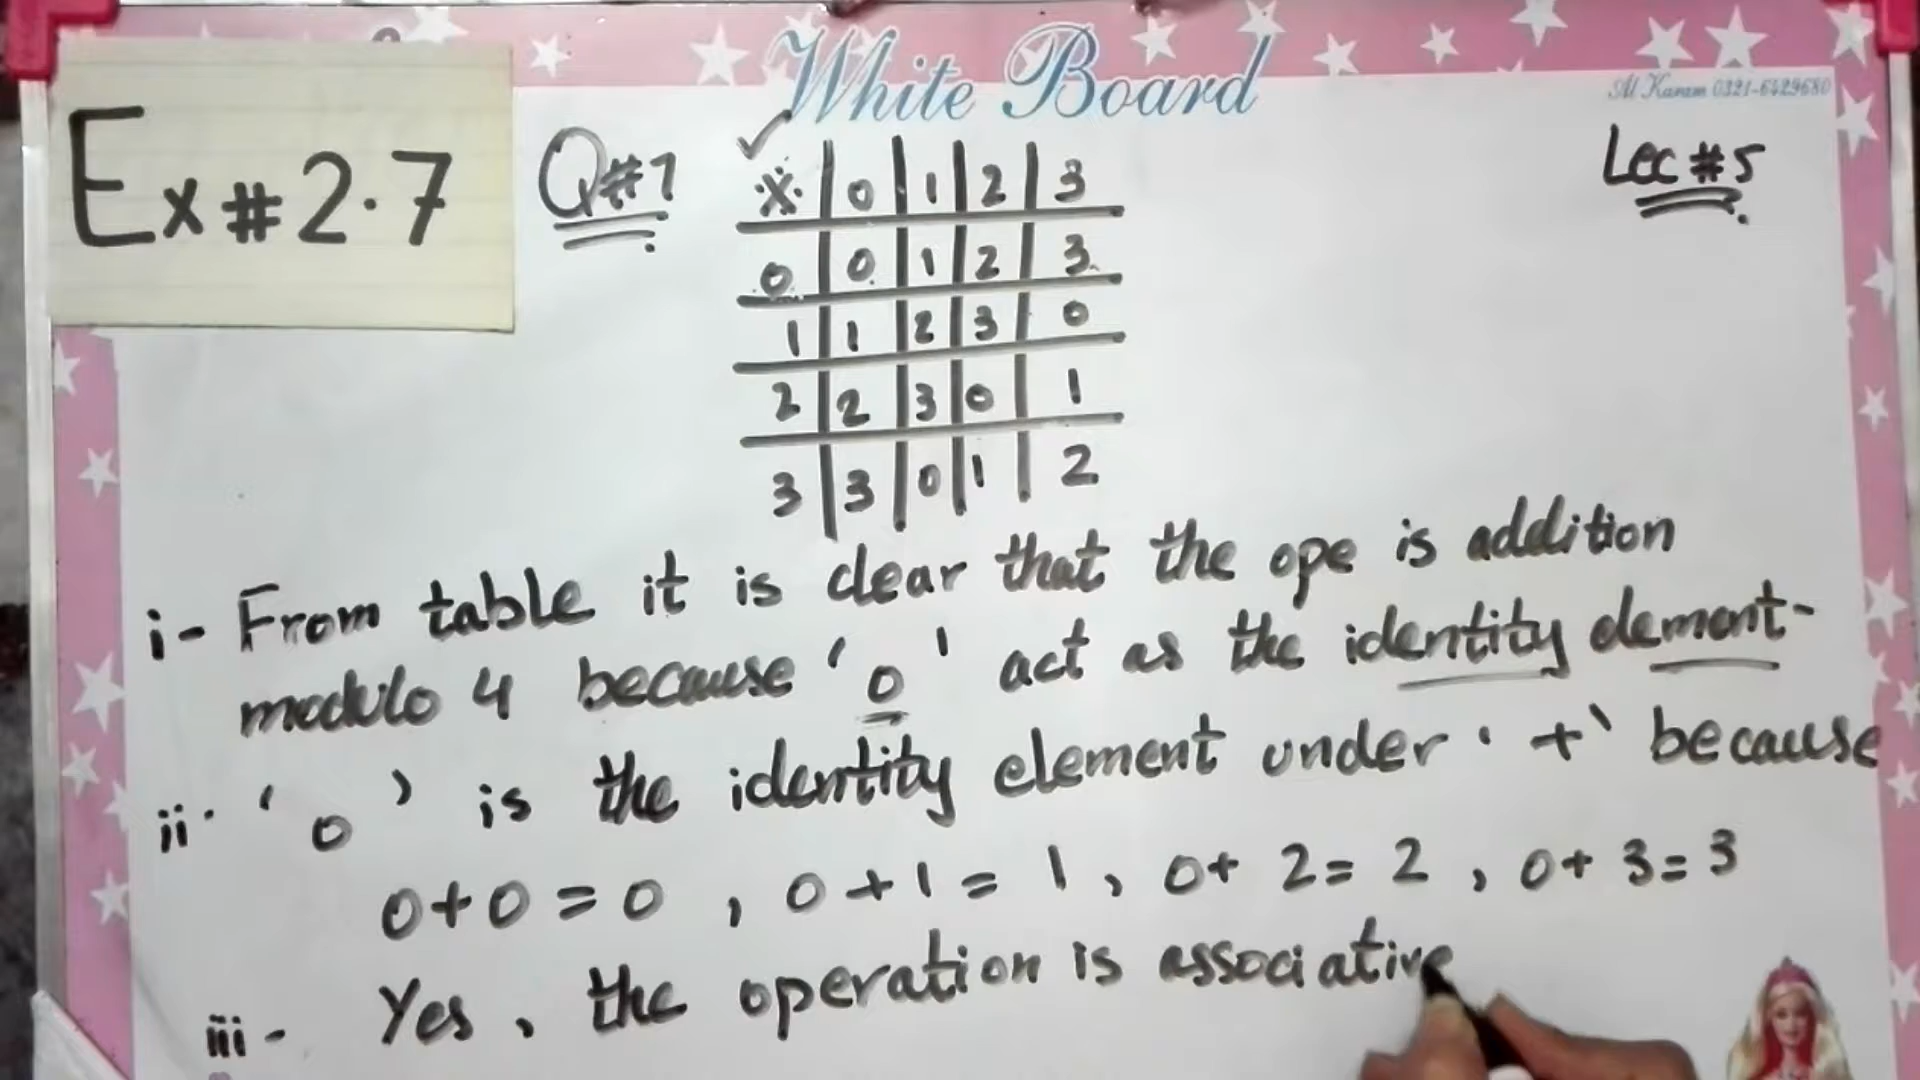 White Board
Al Karam 0321-6429680
Ex#2.7
Q#7
Lec #5
✓
* | 0 | 1 | 2 | 3
0 | 0 | 1 | 2 | 3
1 | 1 | 2 | 3 | 0
2 | 2 | 3 | 0 | 1
3 | 3 | 0 | 1 | 2
i- From table it is clear that the ope is addition
modulo 4 because '0' act as the identity element-
ii- '0' is the identity element under '+' because
0+0=0, 0+1=1, 0+2=2, 0+3=3
iii- Yes, the operation is associative